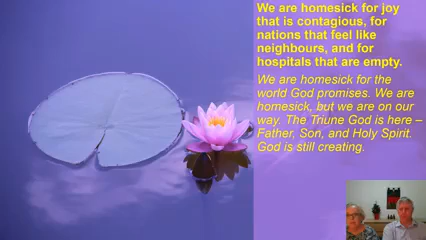 We are homesick for joy
that is contagious, for
nations that feel like
neighbours, and for
hospitals that are empty.
We are homesick for the
world God promises. We are
homesick, but we are on our
way. The Triune God is here –
Father, Son, and Holy Spirit.
God is still creating.